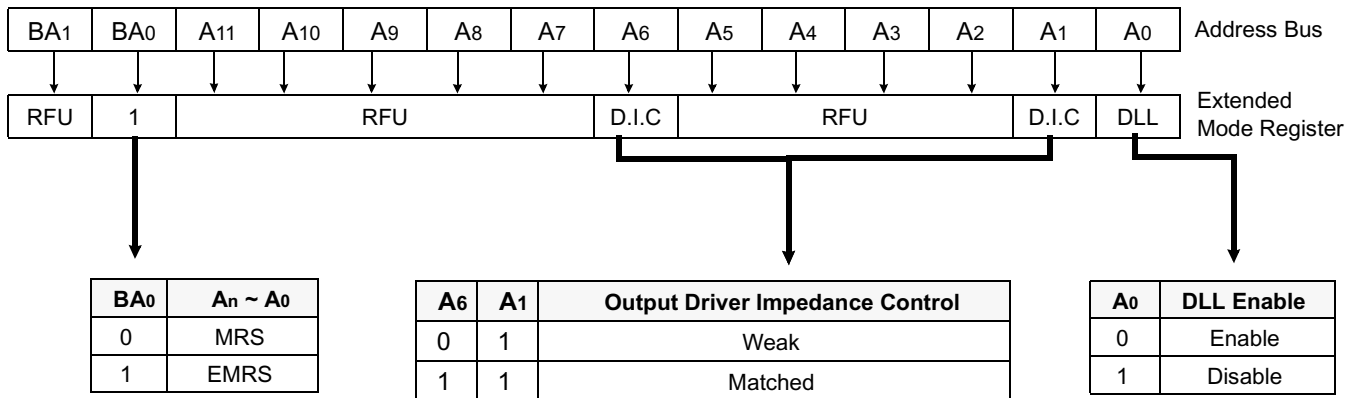 BA1 BA0 A11 A10 A9 A8 A7 A6 A5 A4 A3 A2 A1 A0 Address Bus
RFU 1 RFU D.I.C RFU D.I.C DLL Extended
Mode Register
BA0 An ~ A0
0 MRS
1 EMRS
A6 A1 Output Driver Impedance Control
0 1 Weak
1 1 Matched
A0 DLL Enable
0 Enable
1 Disable